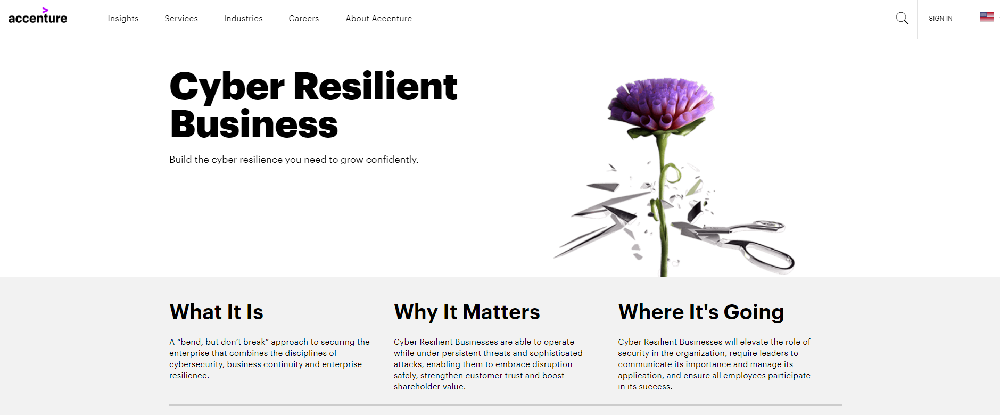 accenture
Insights
Services
Industries
Careers
About Accenture
SIGN IN
Cyber Resilient
Business
Build the cyber resilience you need to grow confidently.
What It Is
A “bend, but don’t break” approach to securing the
enterprise that combines the disciplines of
cybersecurity, business continuity and enterprise
resilience.
Why It Matters
Cyber Resilient Businesses are able to operate
while under persistent threats and sophisticated
attacks, enabling them to embrace disruption
safely, strengthen customer trust and boost
shareholder value.
Where It's Going
Cyber Resilient Businesses will elevate the role of
security in the organization, require leaders to
communicate its importance and manage its
application, and ensure all employees participate
in its success.